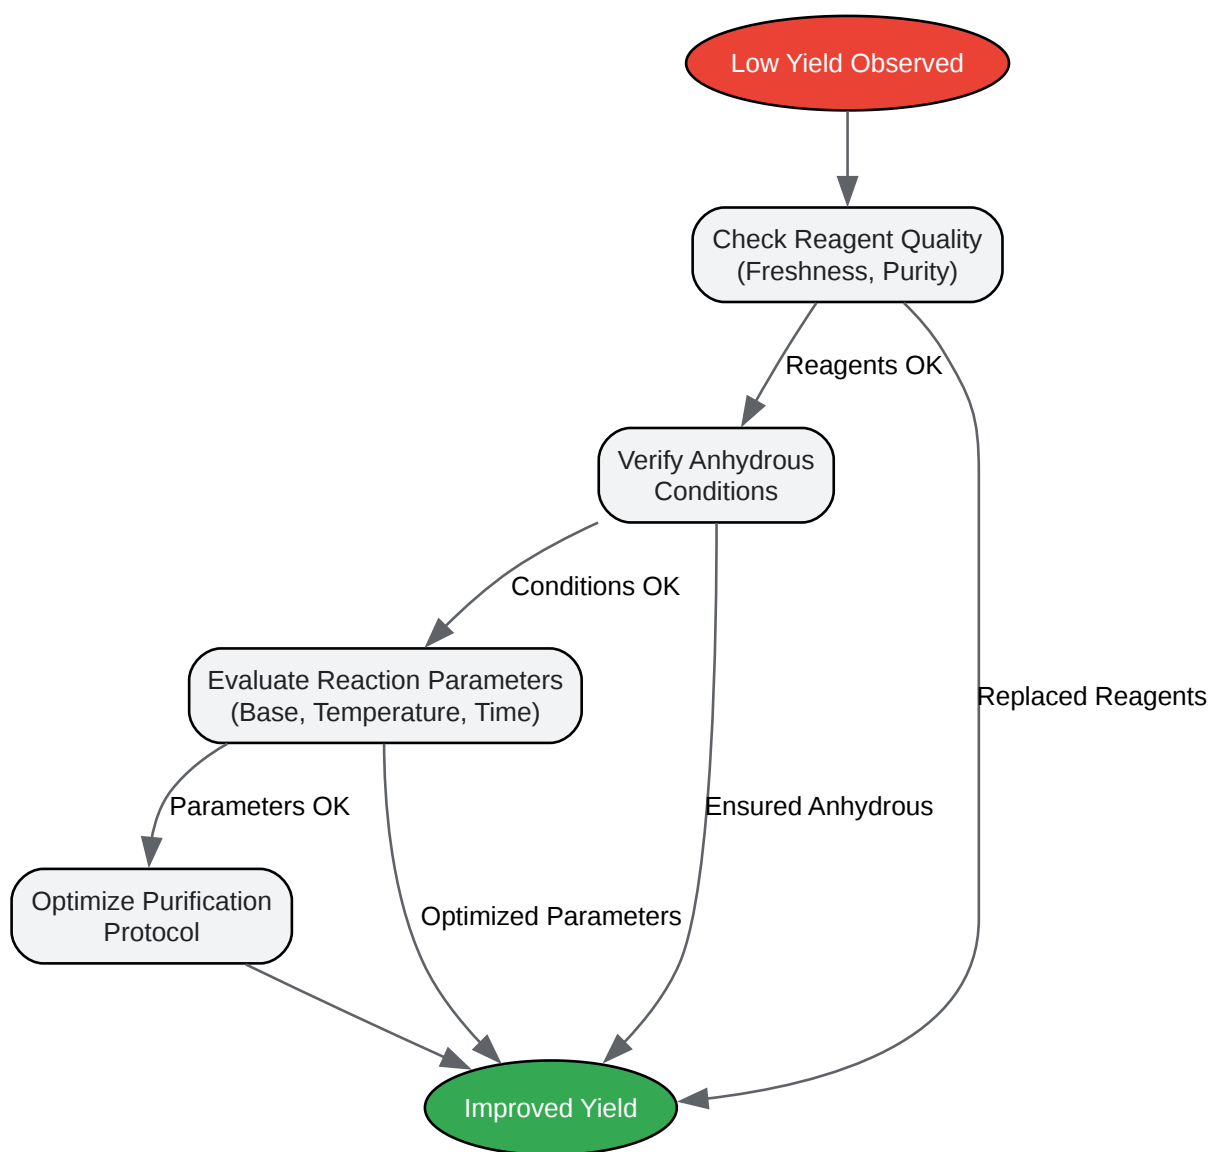 Low Yield Observed
Check Reagent Quality
(Freshness, Purity)
Reagents OK
Verify Anhydrous
Conditions
Conditions OK
Evaluate Reaction Parameters
(Base, Temperature, Time)
Replaced Reagents
Parameters OK
Ensured Anhydrous
Optimize Purification
Protocol
Optimized Parameters
Improved Yield